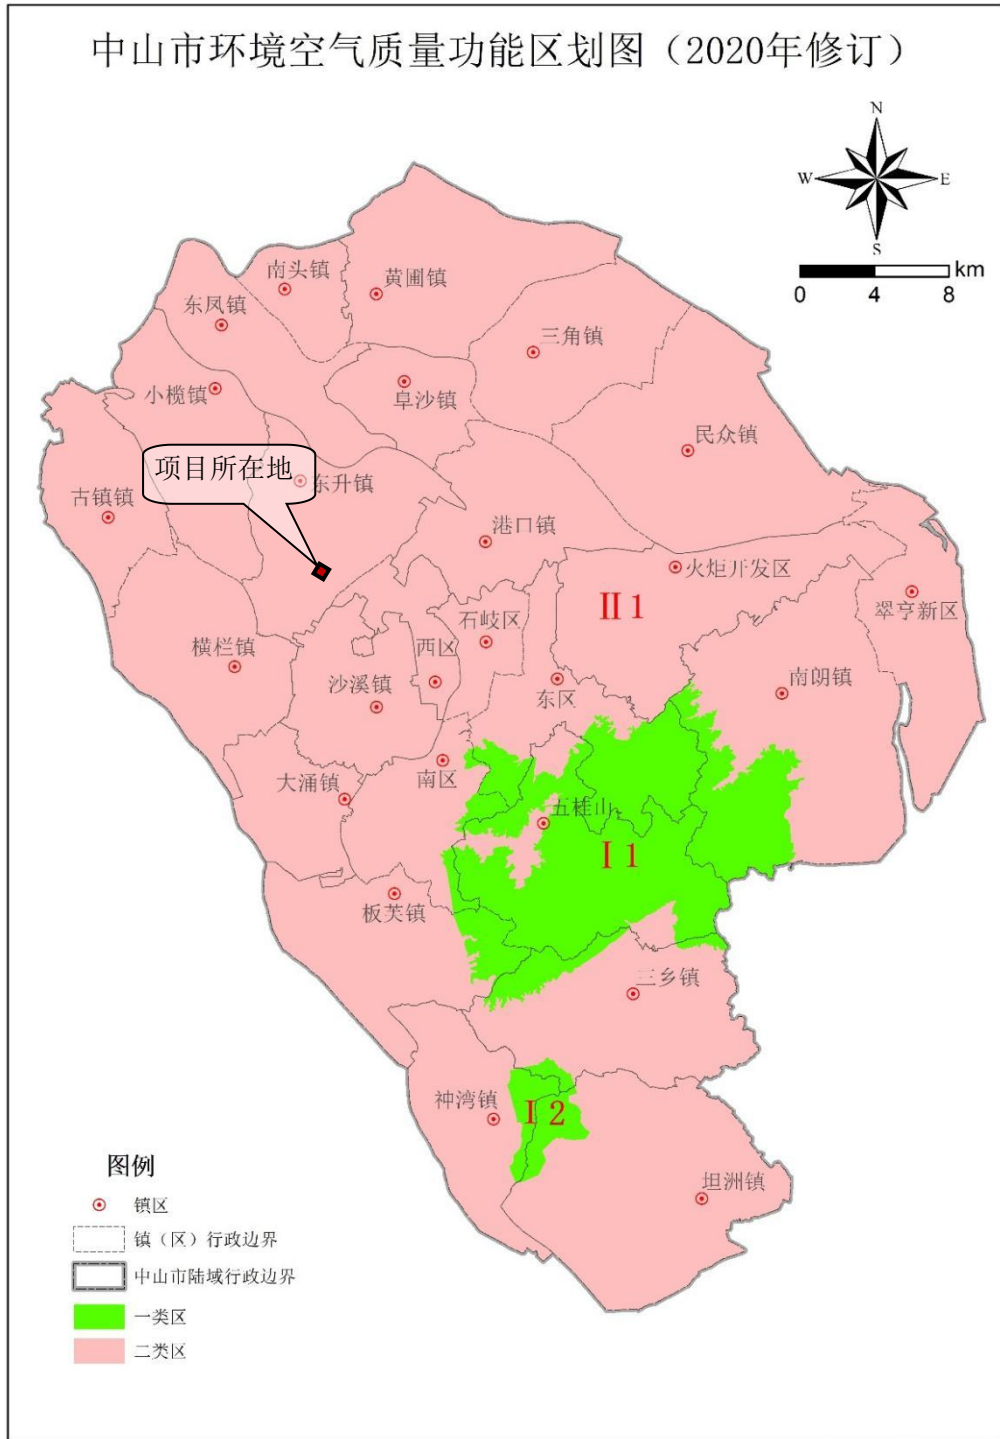 中山市环境空气质量功能区划图（2020年修订）
N
W
E
S
km
0 4 8
南头镇
黄圃镇
东凤镇
三角镇
小榄镇
阜沙镇
民众镇
项目所在地
东升镇
古镇镇
港口镇
火炬开发区
翠亨新区
II 1
石岐区
西区
横栏镇
沙溪镇
东区
南朗镇
南区
大涌镇
五桂山
I 1
板芙镇
三乡镇
神湾镇
I 2
坦洲镇
图例
镇区
镇（区）行政边界
中山市陆域行政边界
一类区
二类区